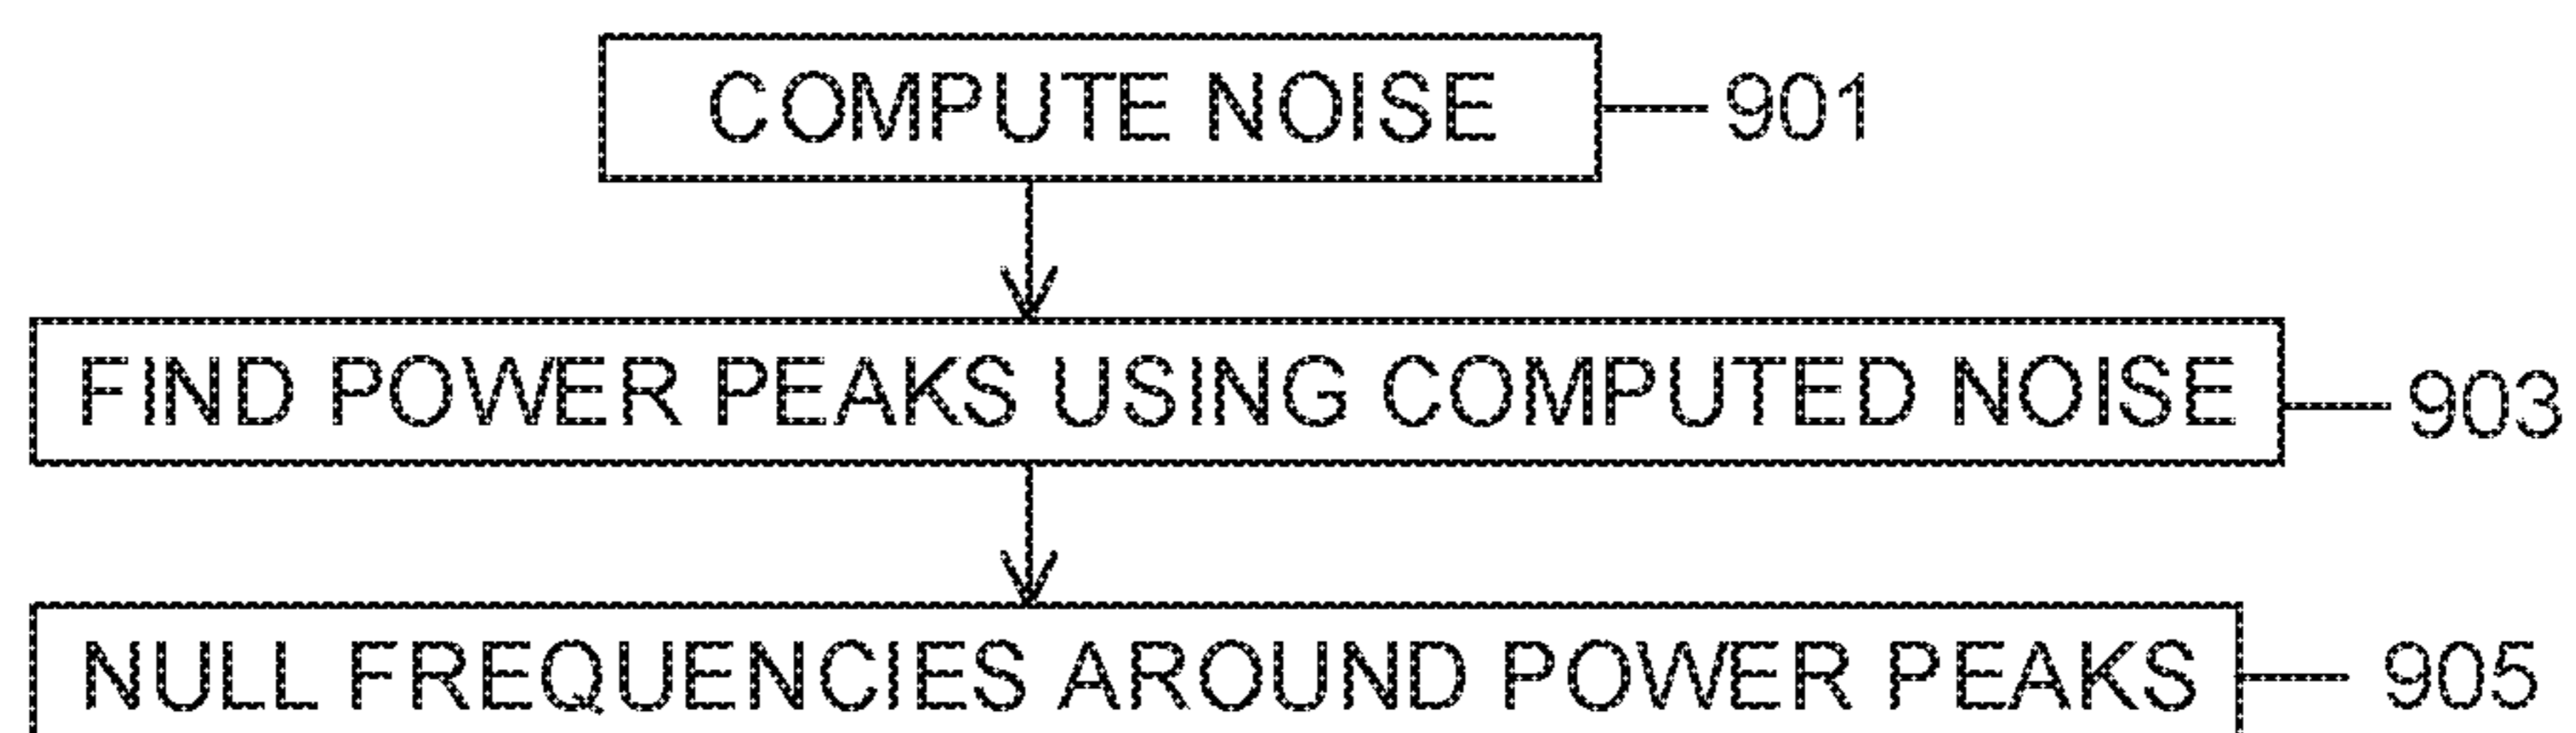 COMPUTE NOISE 901
FIND POWER PEAKS USING COMPUTED NOISE 903
NULL FREQUENCIES AROUND POWER PEAKS 905